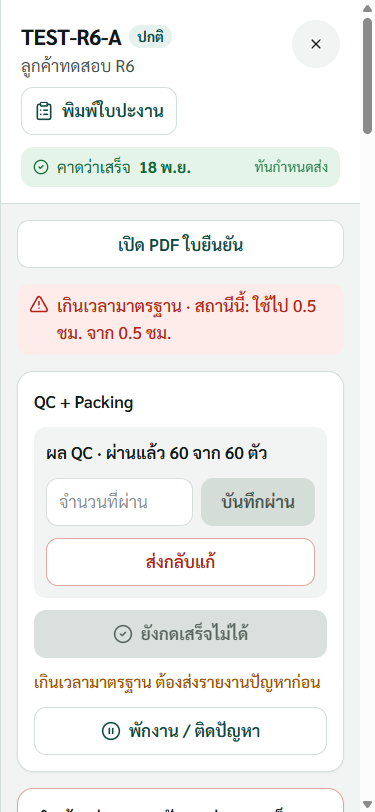 TEST-R6-A ปกติ
ลูกค้าทดสอบ R6
พิมพ์ใบปะงาน
คาดว่าเสร็จ 18 พ.ย. ทันกำหนดส่ง
เปิด PDF ใบยืนยัน
เกินเวลามาตรฐาน · สถานีนี้: ใช้ไป 0.5
ชม. จาก 0.5 ชม.
QC + Packing
ผล QC · ผ่านแล้ว 60 จาก 60 ตัว
จำนวนที่ผ่าน บันทึกผ่าน
ส่งกลับแก้
ยังกดเสร็จไม่ได้
เกินเวลามาตรฐาน ต้องส่งรายงานปัญหาก่อน
พักงาน / ติดปัญหา